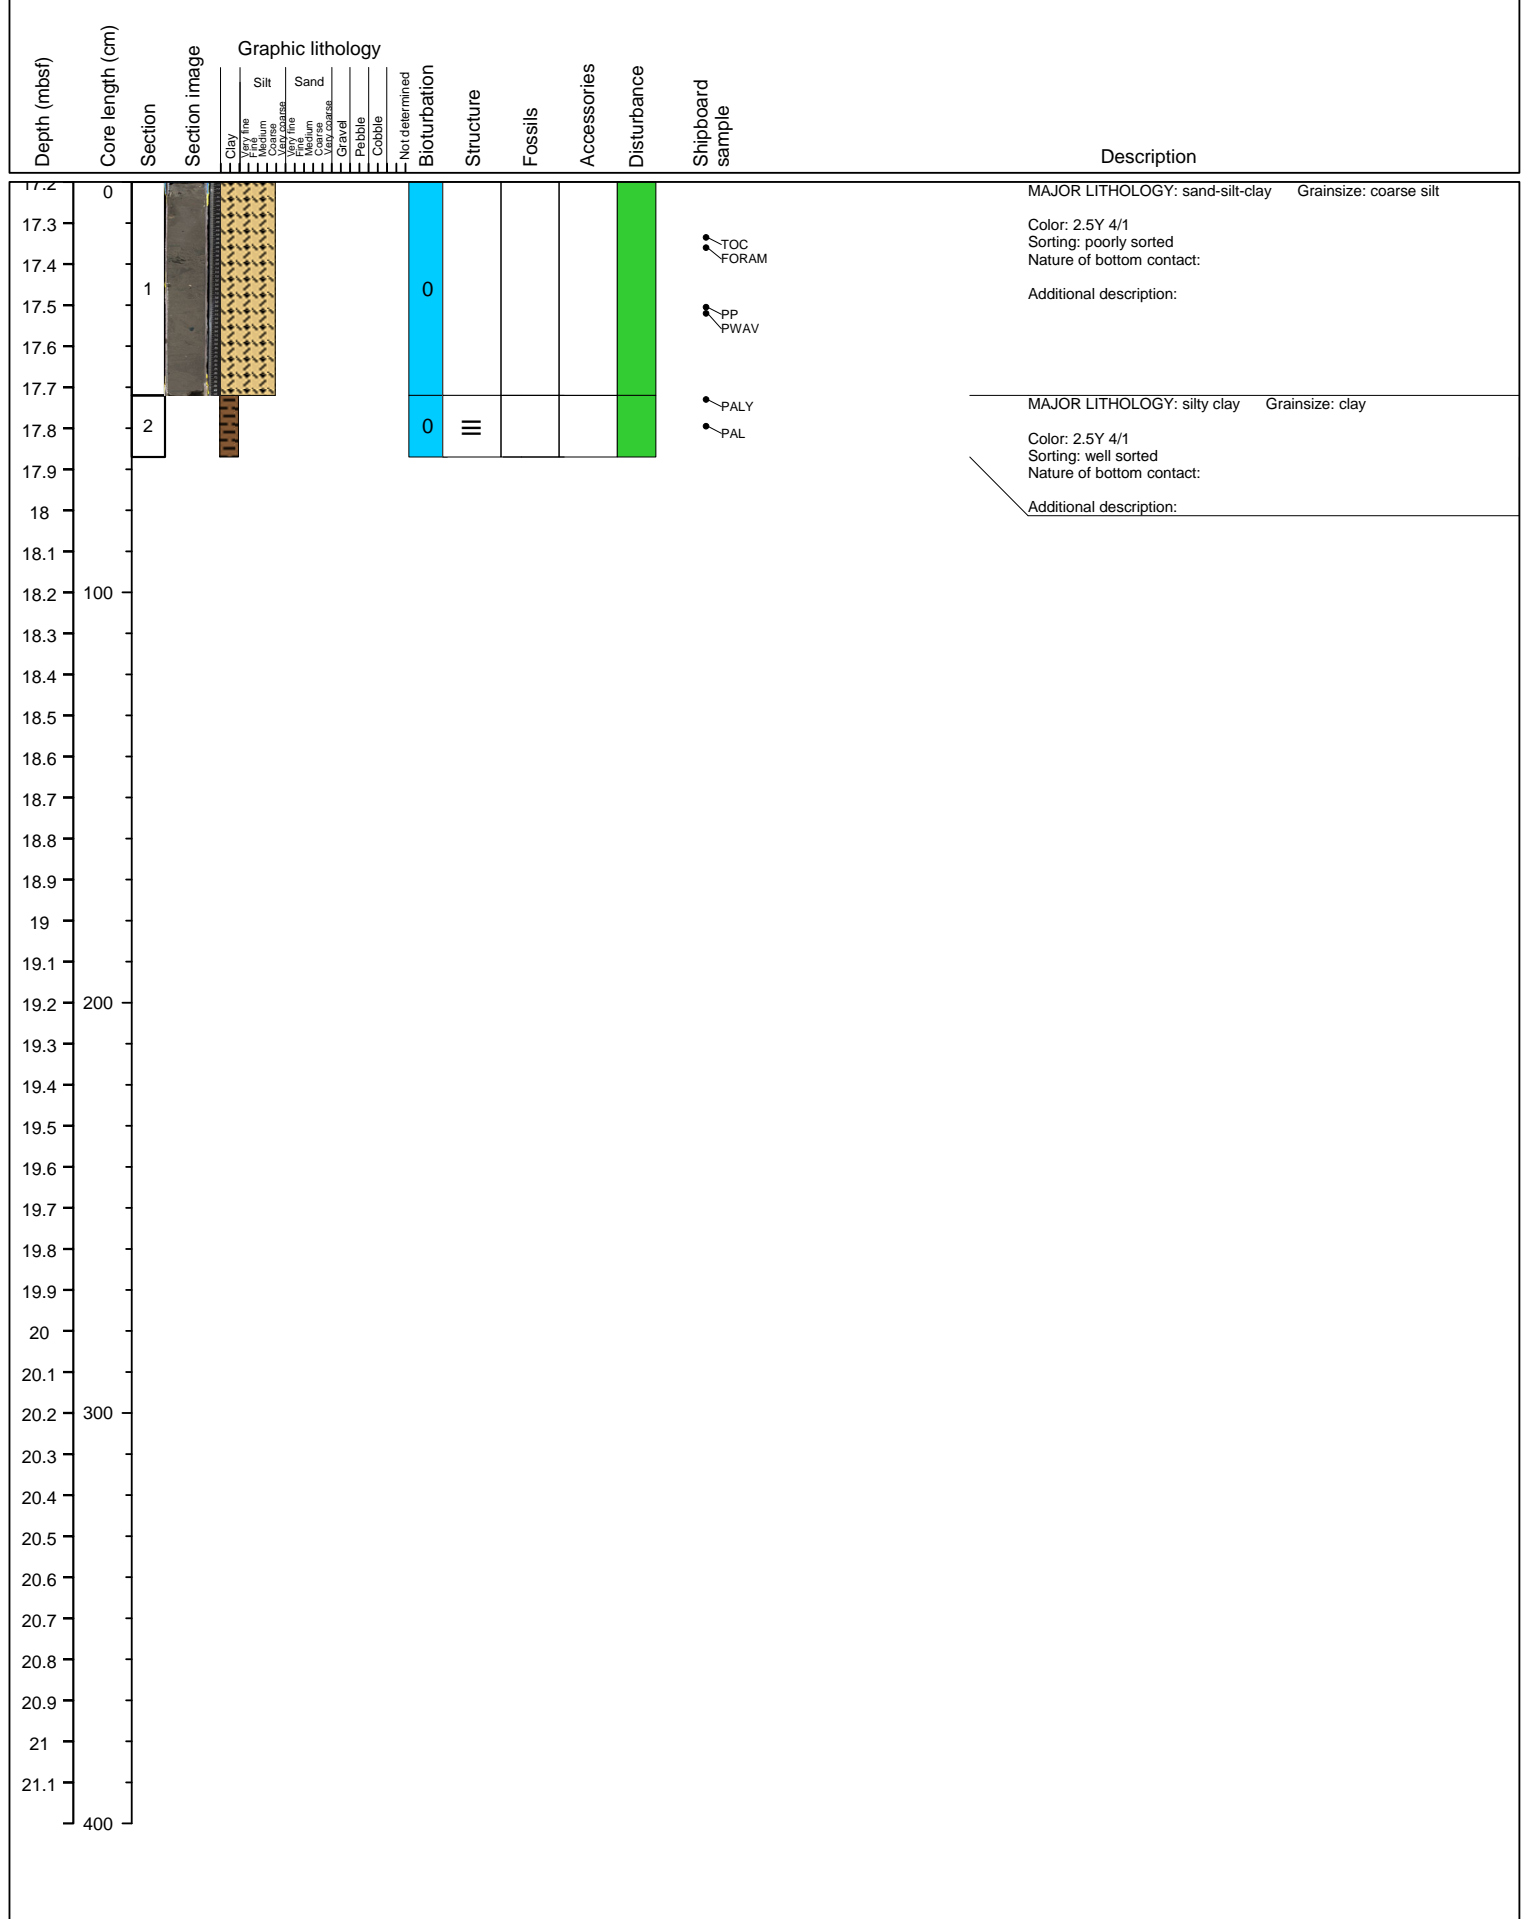 Depth (mbsf)
Core length (cm)
Section
Section image
Graphic lithology
Clay
Silt
Very fine
Fine
Medium
Coarse
Very coarse
Sand
Very fine
Fine
Medium
Coarse
Very coarse
Gravel
Pebble
Cobble
Not determined
Bioturbation
Structure
Fossils
Accessories
Disturbance
Shipboard
sample
Description
17.2
17.3
17.4
17.5
17.6
17.7
17.8
17.9
18
18.1
18.2
18.3
18.4
18.5
18.6
18.7
18.8
18.9
19
19.1
19.2
19.3
19.4
19.5
19.6
19.7
19.8
19.9
20
20.1
20.2
20.3
20.4
20.5
20.6
20.7
20.8
20.9
21
21.1
0
100
200
300
400
1
2
0
0
TOC
FORAM
PP
PWAV
PALY
PAL
MAJOR LITHOLOGY: sand-silt-clay Grainsize: coarse silt
Color: 2.5Y 4/1
Sorting: poorly sorted
Nature of bottom contact:
Additional description:
MAJOR LITHOLOGY: silty clay Grainsize: clay
Color: 2.5Y 4/1
Sorting: well sorted
Nature of bottom contact:
Additional description: